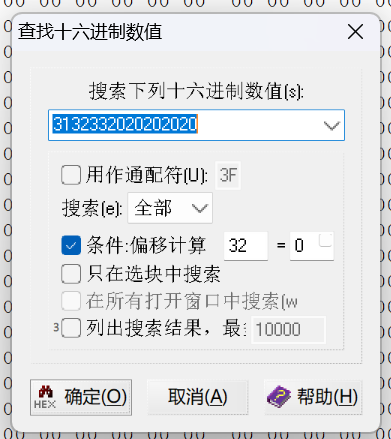 查找十六进制数值
搜索下列十六进制数值(s):
3132332020202020
用作通配符(U): 3F
搜索(e): 全部
条件:偏移计算 32 = 0
只在选块中搜索
在所有打开窗口中搜索(w
3 列出搜索结果，最 10000
HEX 确定(O) 取消(A) 帮助(H)